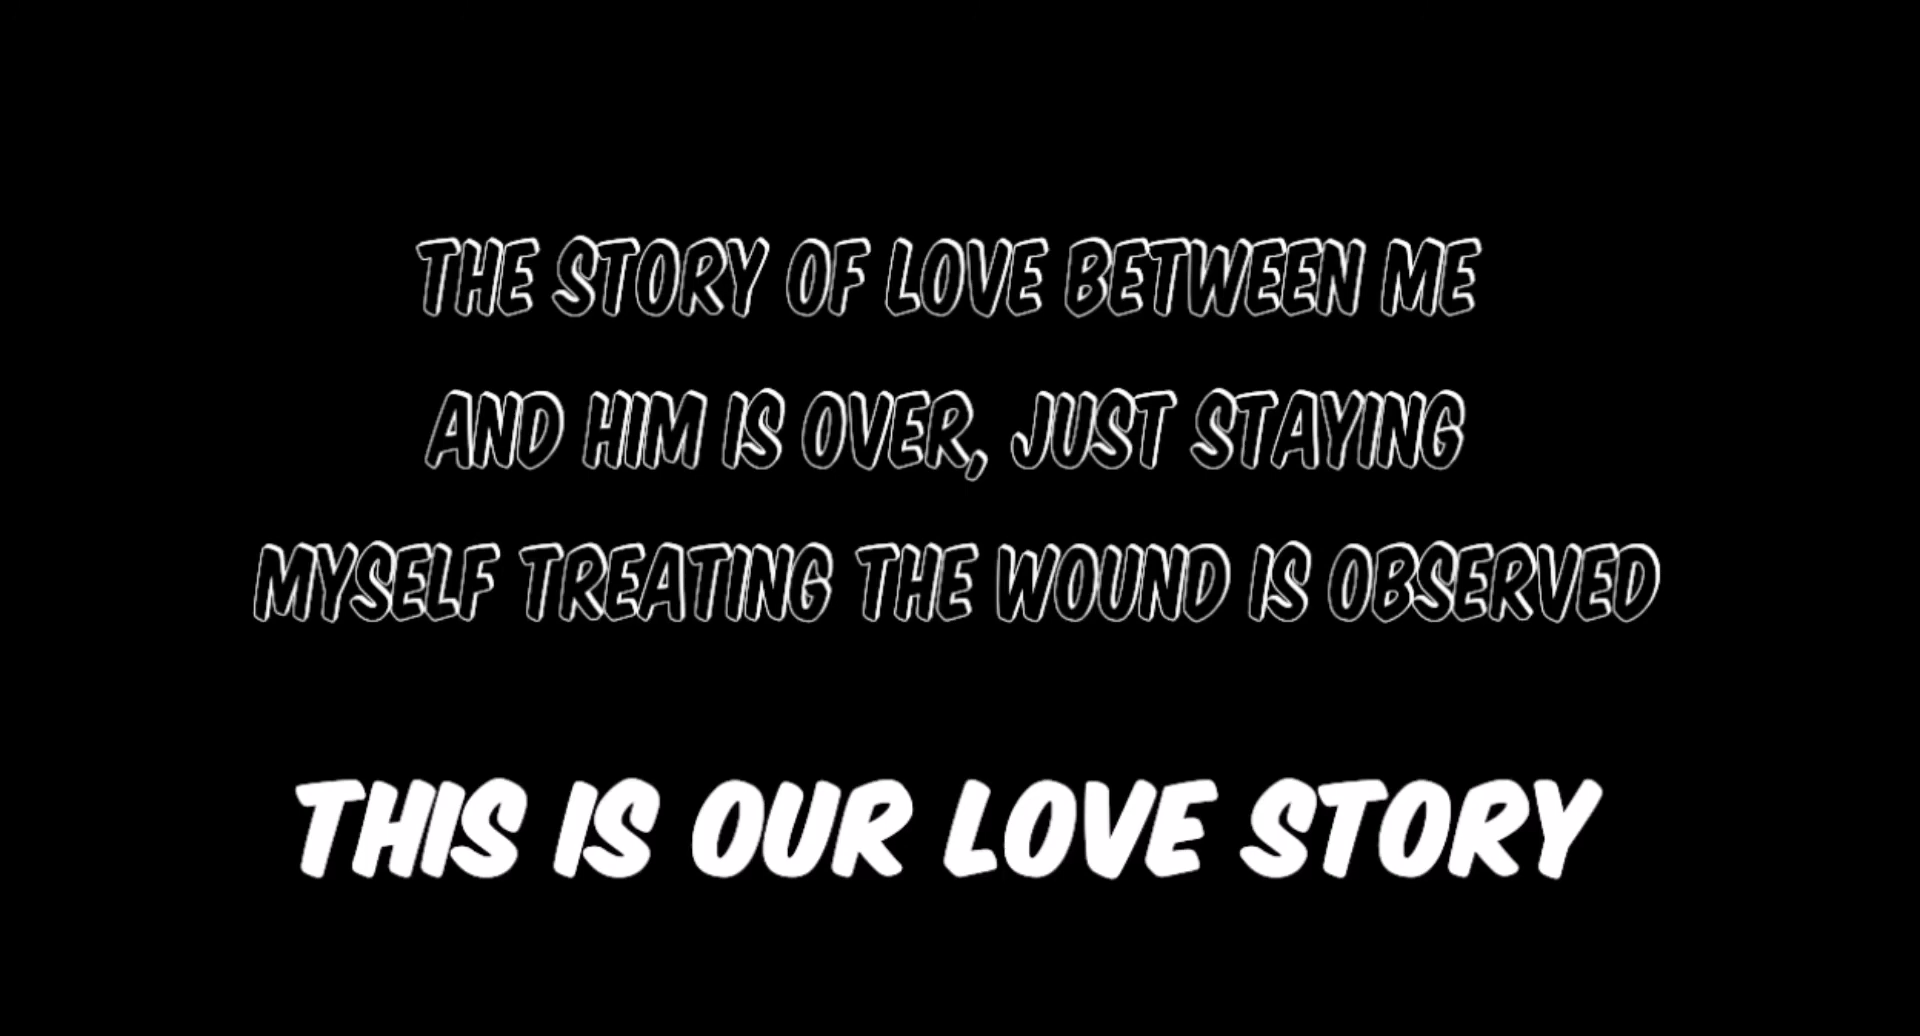 THE STORY OF LOVE BETWEEN ME
AND HIM IS OVER, JUST STAYING
MYSELF TREATING THE WOUND IS OBSERVED
THIS IS OUR LOVE STORY